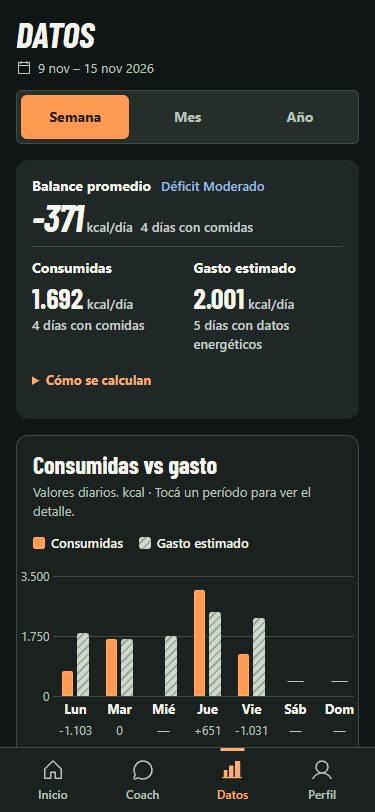 DATOS
9 nov – 15 nov 2026
Semana Mes Año
Balance promedio Déficit Moderado
-371 kcal/día 4 días con comidas
Consumidas Gasto estimado
1.692 kcal/día 2.001 kcal/día
4 días con comidas 5 días con datos
energéticos
Cómo se calculan
Consumidas vs gasto
Valores diarios. kcal · Tocá un período para ver el
detalle.
Consumidas Gasto estimado
3.500
1.750
0
Lun Mar Mié Jue Vie Sáb Dom
-1.103 0 — +651 -1.031 — —
Inicio Coach Datos Perfil